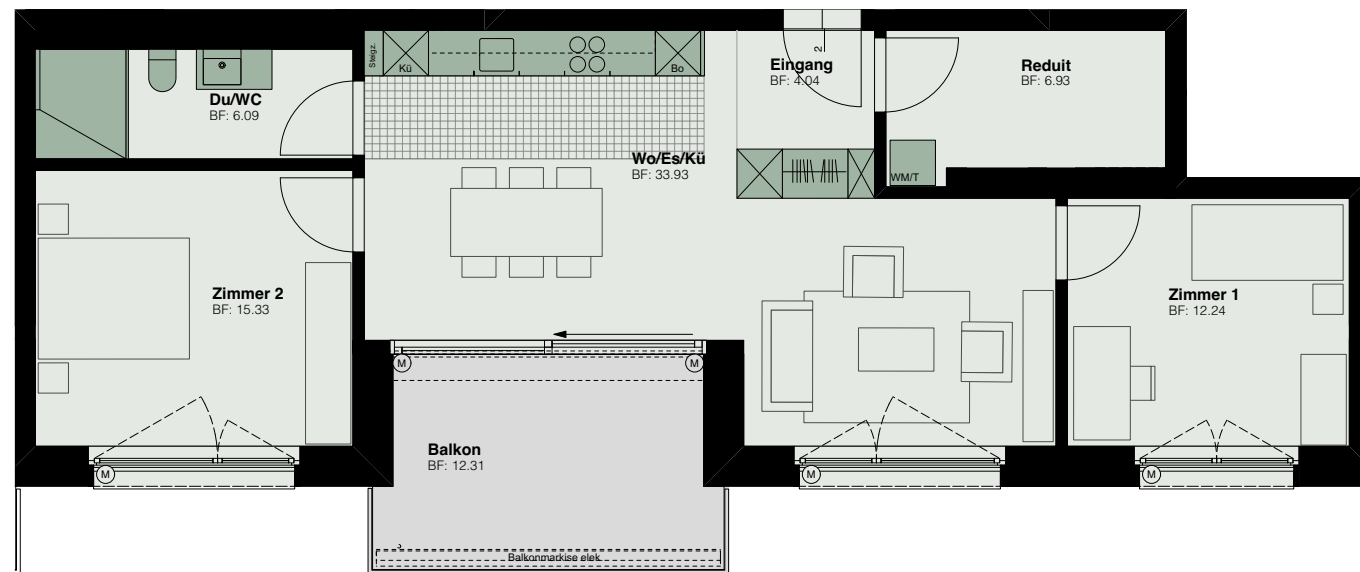 Steigz.
Kü
Bo
2
Eingang
BF: 4.04
Reduit
BF: 6.93
Du/WC
BF: 6.09
Wo/Es/Kü
BF: 33.93
WM/T
Zimmer 2
BF: 15.33
Zimmer 1
BF: 12.24
M
M
Balkon
BF: 12.31
M
M
M
Balkonmarkise elek.